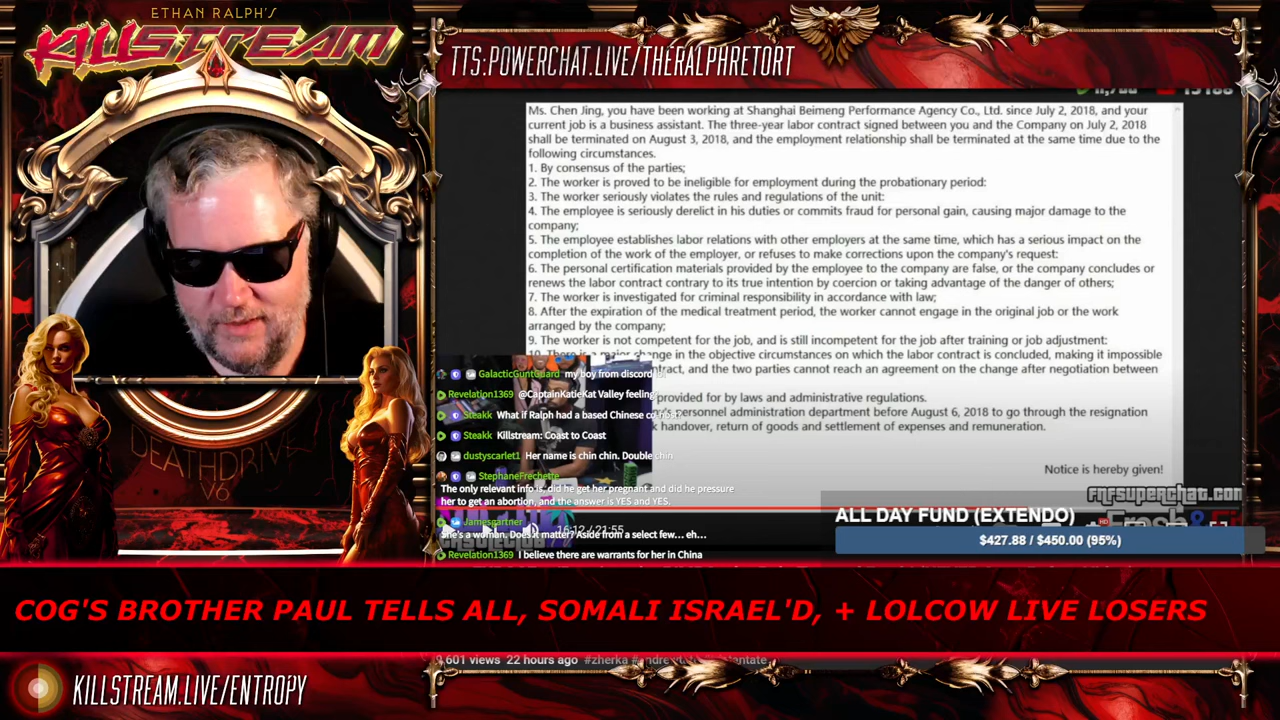 ETHAN RALPH'S
KILLSTREAM
TTS:POWERCHAT.LIVE/THERALPHRETORT
Ms. Chen Jing, you have been working at Shanghai Beimeng Performance Agency Co., Ltd. since July 2, 2018, and your
current job is a business assistant. The three-year labor contract signed between you and the Company on July 2, 2018
shall be terminated on August 3, 2018, and the employment relationship shall be terminated at the same time due to the
following circumstances.
1. By consensus of the parties;
2. The worker is proved to be ineligible for employment during the probationary period:
3. The worker seriously violates the rules and regulations of the unit:
4. The employee is seriously derelict in his duties or commits fraud for personal gain, causing major damage to the
company;
5. The employee establishes labor relations with other employers at the same time, which has a serious impact on the
completion of the work of the employer, or refuses to make corrections upon the company's request:
6. The personal certification materials provided by the employee to the company are false, or the company concludes or
renews the labor contract contrary to its true intention by coercion or taking advantage of the danger of others;
7. The worker is investigated for criminal responsibility in accordance with law;
8. After the expiration of the medical treatment period, the worker cannot engage in the original job or the work
arranged by the company;
9. The worker is not competent for the job, and is still incompetent for the job after training or job adjustment:
10. There is a major change in the objective circumstances on which the labor contract is concluded, making it impossible
tract, and the two parties cannot reach an agreement on the change after negotiation between
provided for by laws and administrative regulations.
personnel administration department before August 6, 2018 to go through the resignation
handover, return of goods and settlement of expenses and remuneration.
Notice is hereby given!
GalacticGuntGuard my boy from discord
Revelation1369 @CaptainKatieKat Valley feeling
Steakk What if Ralph had a based Chinese co-host
Steakk Killstream: Coast to Coast
dustyscarlet1 Her name is chin chin. Double chin
StephaneFrechette
The only relevant info is, did he get her pregnant and did he pressure
her to get an abortion, and the answer is YES and YES.
Jamesgartner
She's a woman. Does it matter? Aside from a select few... eh...
Revelation1369 I believe there are warrants for her in China
16:12 / 21:55
fnfsuperchat.com
ALL DAY FUND (EXTENDO)
$427.88 / $450.00 (95%)
DEATHDRIVE
V6
COG'S BROTHER PAUL TELLS ALL, SOMALI ISRAEL'D, + LOLCOW LIVE LOSERS
9,601 views 22 hours ago #zherka
KILLSTREAM.LIVE/ENTROPY